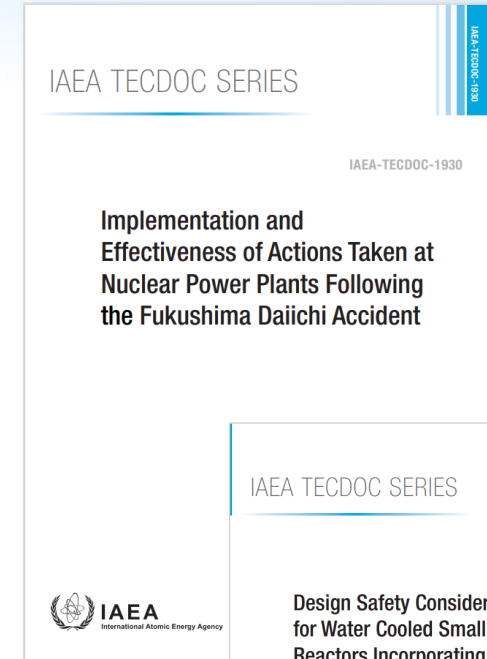 IAEA TECDOC SERIES
IAEA-TECDOC-1930
IAEA-TECDOC-1930
Implementation and
Effectiveness of Actions Taken at
Nuclear Power Plants Following
the Fukushima Daiichi Accident
IAEA TECDOC SERIES
IAEA
International Atomic Energy Agency
Design Safety Consider
for Water Cooled Small
Reactors Incorporating